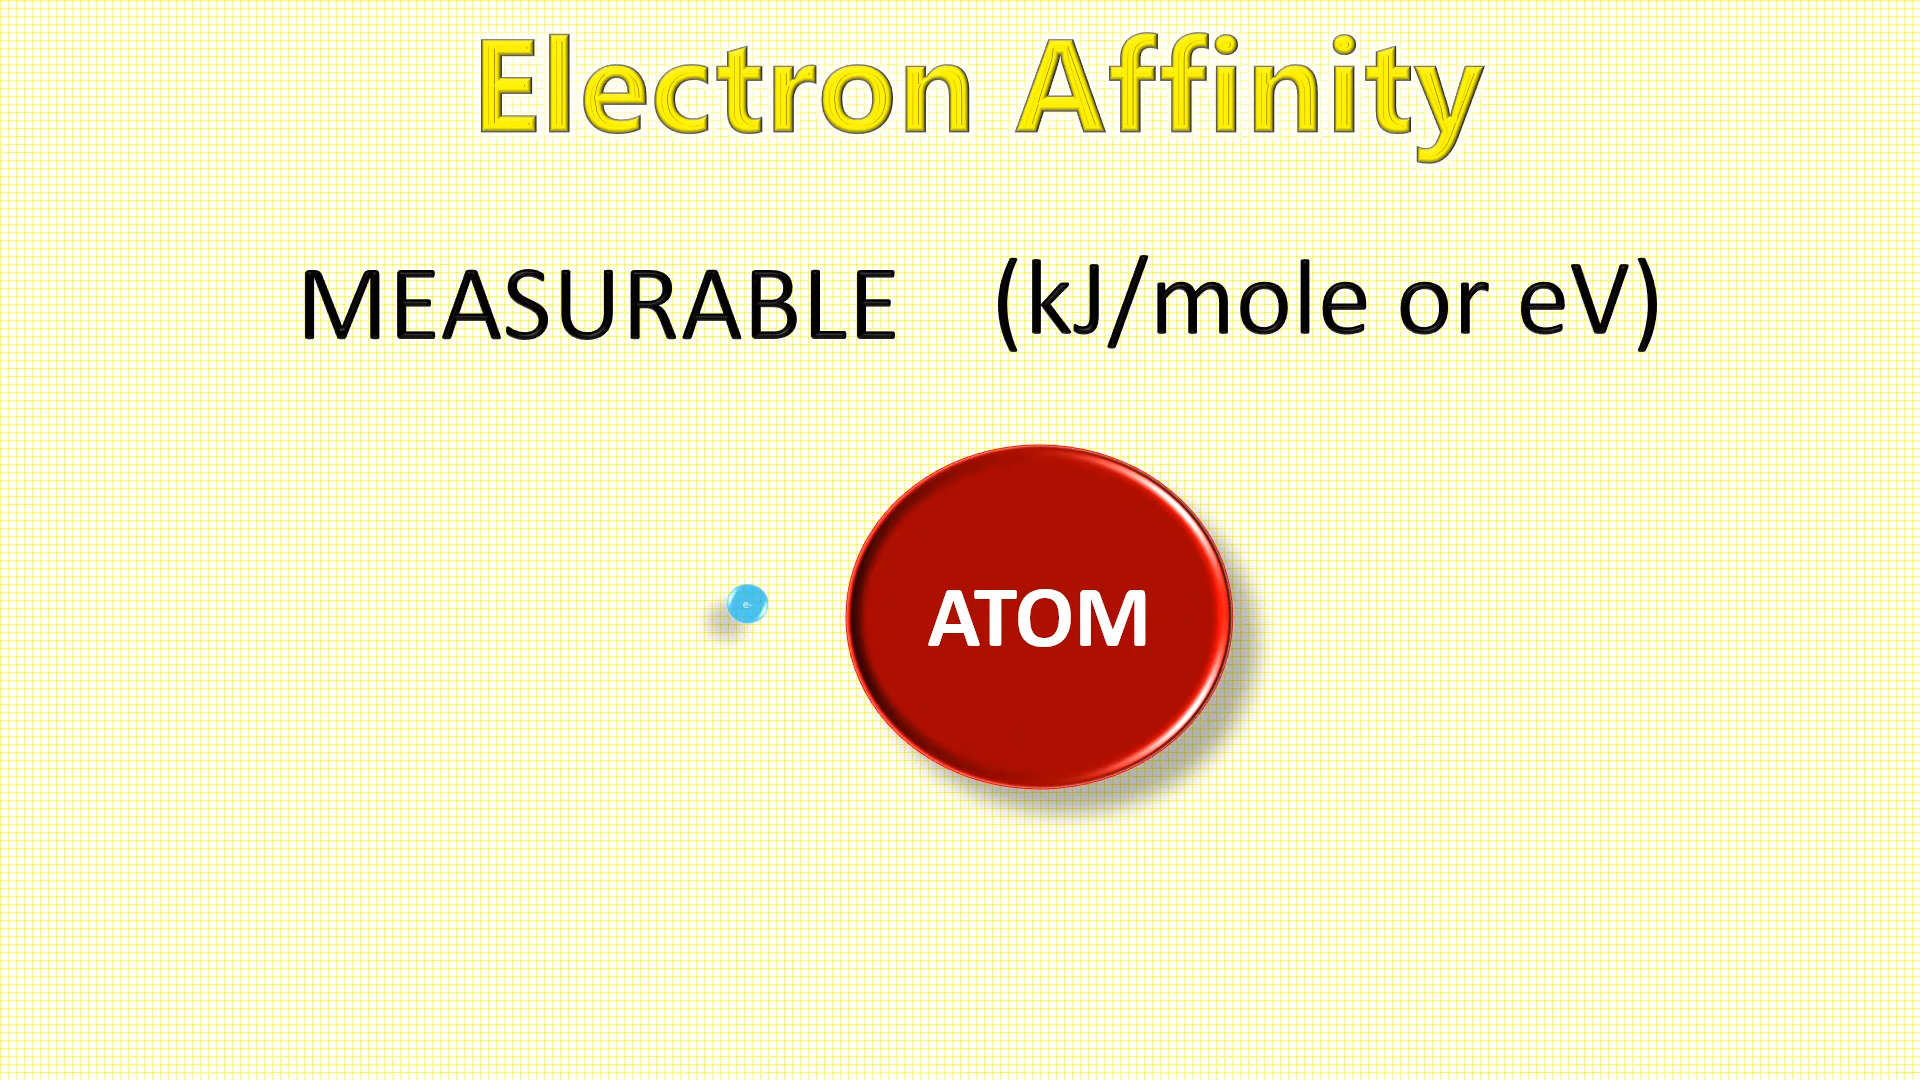 Electron Affinity
MEASURABLE (kJ/mole or eV)
e-
ATOM